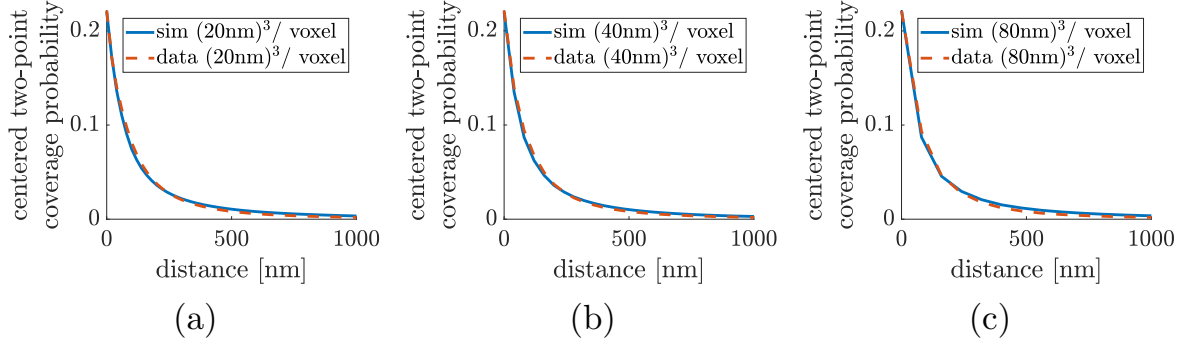 centered two-point
coverage probability
0.2
0.1
0
sim (20nm)³/ voxel
data (20nm)³/ voxel
0
500
1000
distance [nm]
(a)
centered two-point
coverage probability
0.2
0.1
0
sim (40nm)³/ voxel
data (40nm)³/ voxel
0
500
1000
distance [nm]
(b)
centered two-point
coverage probability
0.2
0.1
0
sim (80nm)³/ voxel
data (80nm)³/ voxel
0
500
1000
distance [nm]
(c)